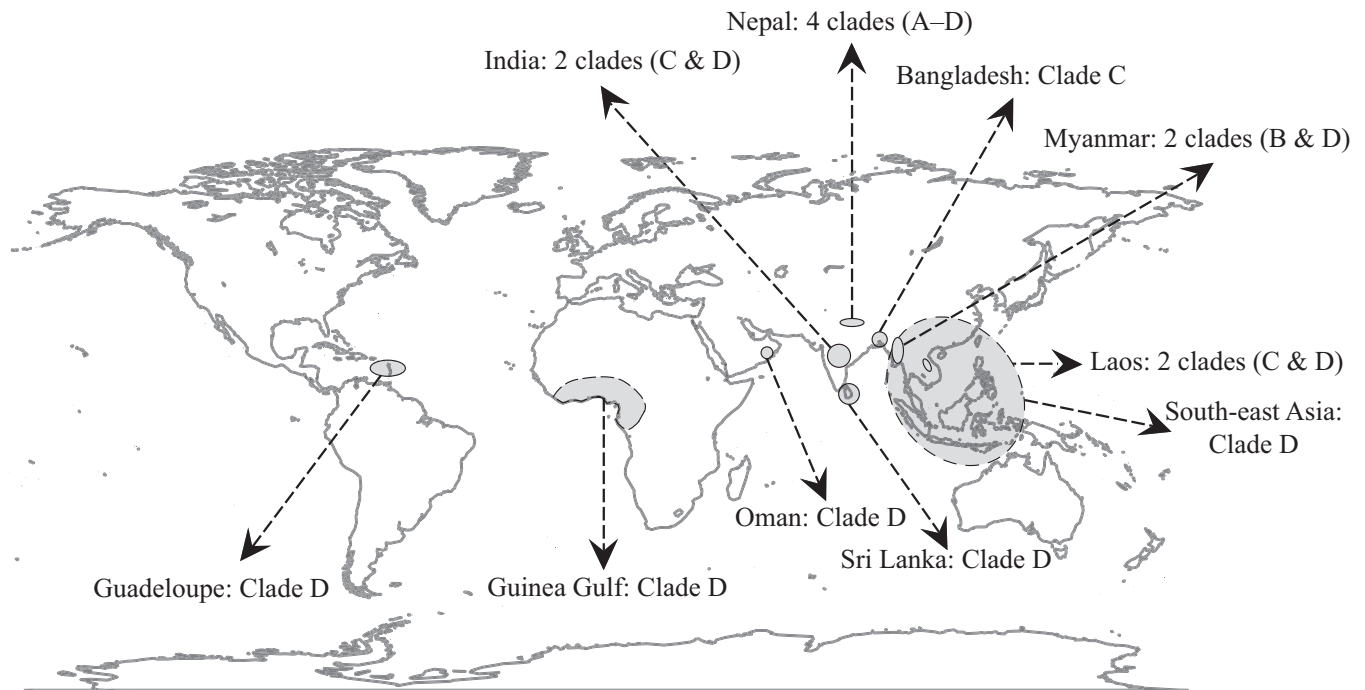 Nepal: 4 clades (A–D)
India: 2 clades (C & D)
Bangladesh: Clade C
Myanmar: 2 clades (B & D)
Laos: 2 clades (C & D)
South-east Asia:
Clade D
Oman: Clade D
Sri Lanka: Clade D
Guadeloupe: Clade D
Guinea Gulf: Clade D